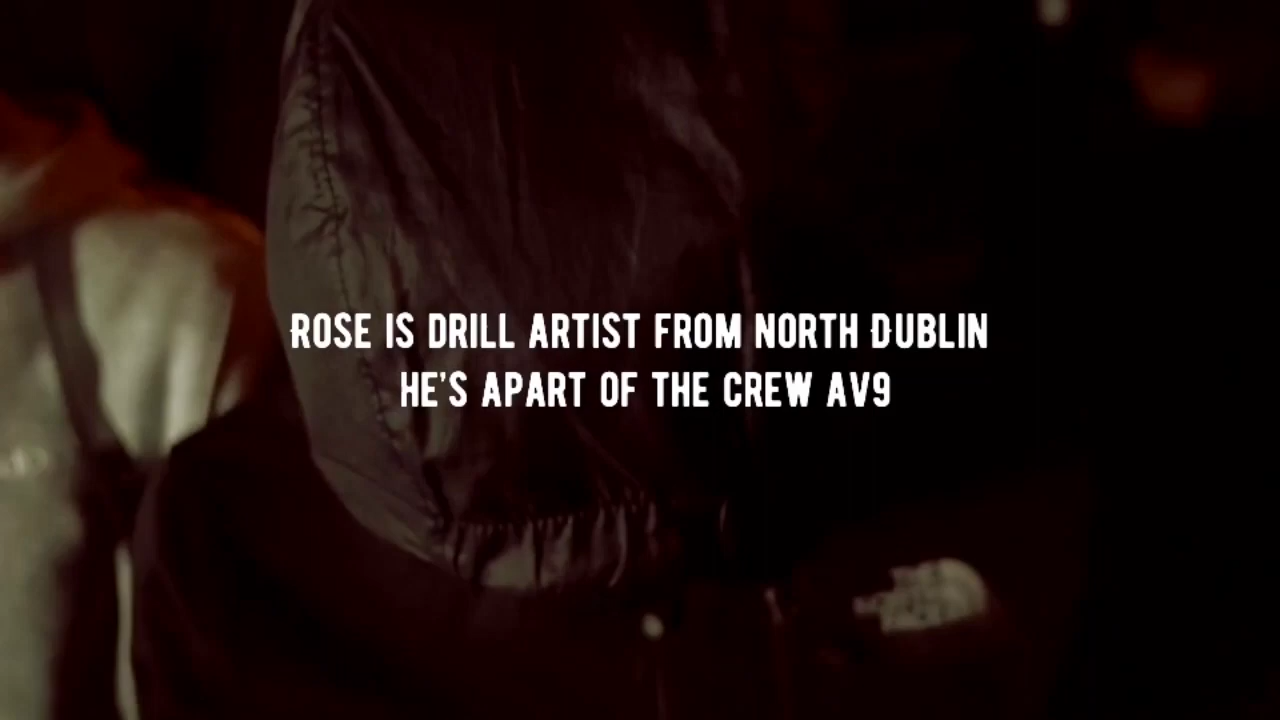 ROSE IS DRILL ARTIST FROM NORTH DUBLIN
HE'S APART OF THE CREW AV9